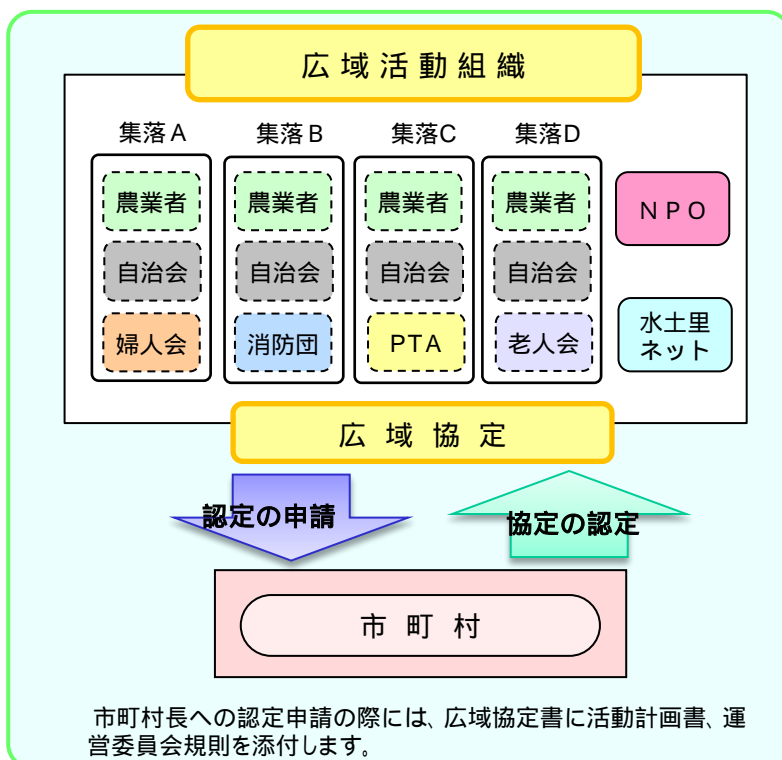 広域活動組織
集落A 集落B 集落C 集落D
農業者 農業者 農業者 農業者
NPO
自治会 自治会 自治会 自治会
婦人会 消防団 PTA 老人会
水土里
ネット
広域協定
認定の申請 協定の認定
市町村
市町村長への認定申請の際には、広域協定書に活動計画書、運
営委員会規則を添付します。